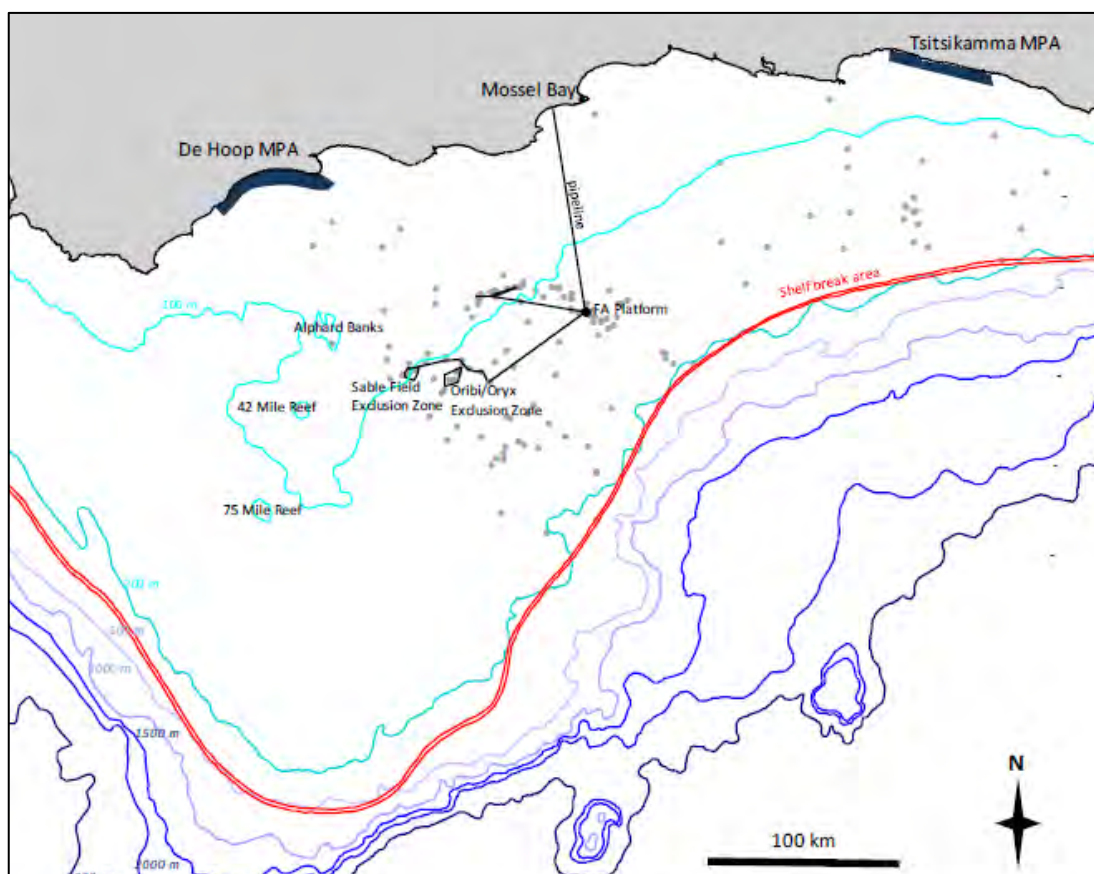 Tsitsikamma MPA
Mossel Bay
De Hoop MPA
pipeline
Shelf break area
100 m
FA Platform
Alphard Banks
Sable Field
Exclusion Zone
Oribi/Oryx
Exclusion Zone
42 Mile Reef
75 Mile Reef
200 m
500 m
1000 m
1500 m
2000 m
N
100 km